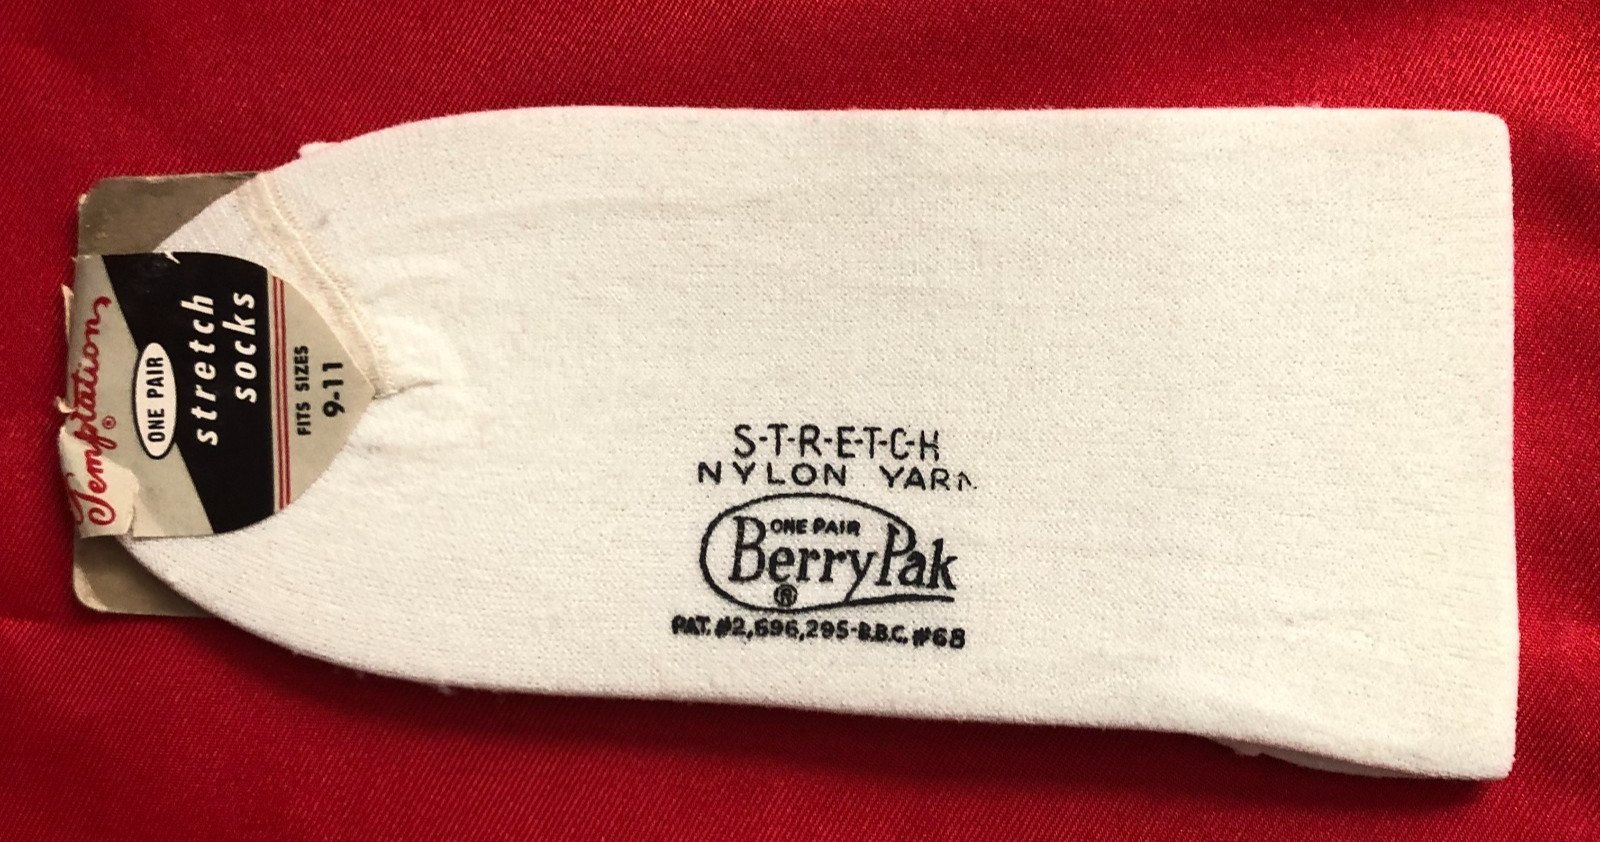 Temptation®
ONE PAIR
stretch
socks
FITS SIZES
9-11
S-T-R-E-T-C-H
NYLON YARN
ONE PAIR
BerryPak
®
PAT. #2,696,295-B.B.C. #68